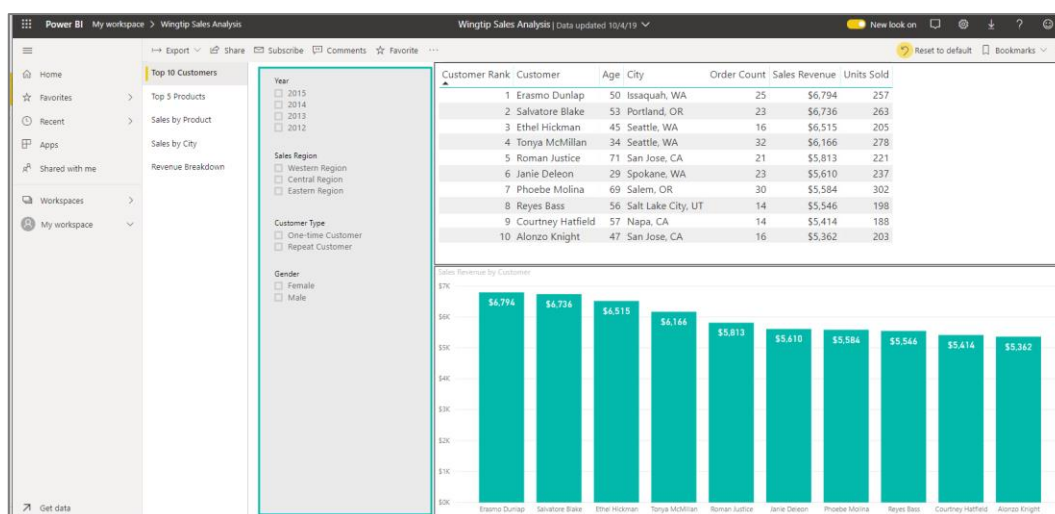 Power BI My workspace > Wingtip Sales Analysis
Wingtip Sales Analysis | Data updated 10/4/19
New look on
Export Share Subscribe Comments Favorite ...
Reset to default Bookmarks
Home
Favorites
Recent
Apps
Shared with me
Workspaces
My workspace
Get data
Top 10 Customers
Top 5 Products
Sales by Product
Sales by City
Revenue Breakdown
Year
2015
2014
2013
2012
Sales Region
Western Region
Central Region
Eastern Region
Customer Type
One-time Customer
Repeat Customer
Gender
Female
Male
Customer Rank Customer Age City Order Count Sales Revenue Units Sold
1 Erasmo Dunlap 50 Issaquah, WA 25 $6,794 257
2 Salvatore Blake 53 Portland, OR 23 $6,736 263
3 Ethel Hickman 45 Seattle, WA 16 $6,515 205
4 Tonya McMillan 34 Seattle, WA 32 $6,166 278
5 Roman Justice 71 San Jose, CA 21 $5,813 221
6 Janie Deleon 29 Spokane, WA 23 $5,610 237
7 Phoebe Molina 69 Salem, OR 30 $5,584 302
8 Reyes Bass 56 Salt Lake City, UT 14 $5,546 198
9 Courtney Hatfield 57 Napa, CA 14 $5,414 188
10 Alonzo Knight 47 San Jose, CA 16 $5,362 203
Sales Revenue by Customer
$7K
$6K
$5K
$4K
$3K
$2K
$1K
$0K
$6,794 $6,736 $6,515 $6,166 $5,813 $5,610 $5,584 $5,546 $5,414 $5,362
Erasmo Dunlap Salvatore Blake Ethel Hickman Tonya McMillan Roman Justice Janie Deleon Phoebe Molina Reyes Bass Courtney Hatfield Alonzo Knight